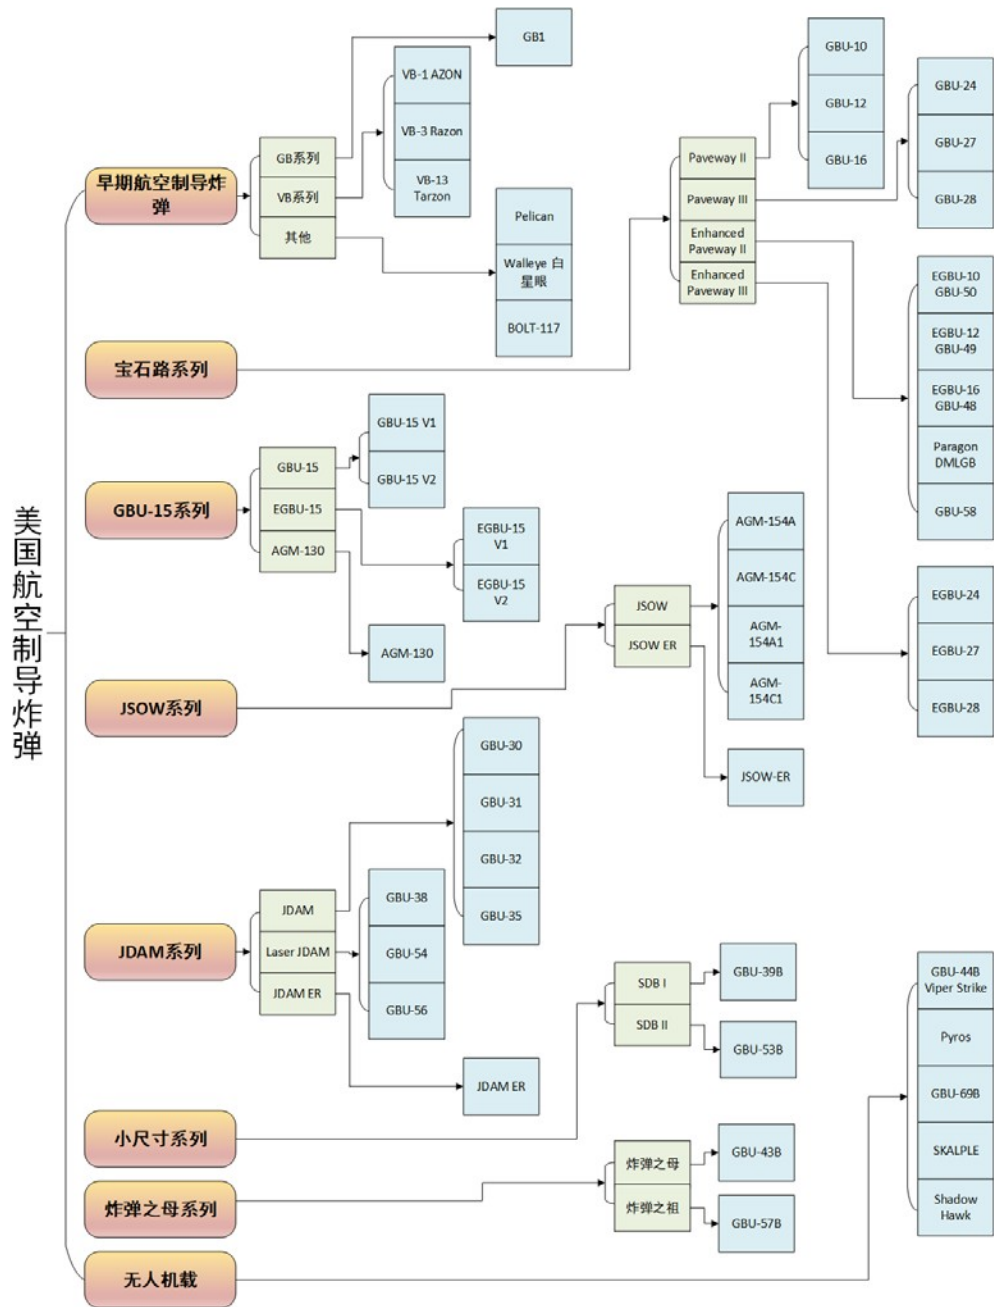 美国航空制导炸弹
早期航空制导炸
弹
GB系列
VB系列
其他
GB1
VB-1 AZON
VB-3 Razon
VB-13
Tarzon
Pelican
Walleye 白
星眼
BOLT-117
宝石路系列
Paveway II
Paveway III
Enhanced
Paveway II
Enhanced
Paveway III
GBU-10
GBU-12
GBU-16
GBU-24
GBU-27
GBU-28
EGBU-10
GBU-50
EGBU-12
GBU-49
EGBU-16
GBU-48
Paragon
DMLGB
GBU-58
EGBU-24
EGBU-27
EGBU-28
GBU-15系列
GBU-15
EGBU-15
AGM-130
GBU-15 V1
GBU-15 V2
EGBU-15
V1
EGBU-15
V2
AGM-130
JSOW系列
JSOW
JSOW ER
AGM-154A
AGM-154C
AGM-
154A1
AGM-
154C1
JSOW-ER
JDAM系列
JDAM
Laser JDAM
JDAM ER
GBU-30
GBU-31
GBU-32
GBU-35
GBU-38
GBU-54
GBU-56
JDAM ER
小尺寸系列
SDB I
SDB II
GBU-39B
GBU-53B
炸弹之母系列
炸弹之母
炸弹之祖
GBU-43B
GBU-57B
无人机载
GBU-44B
Viper Strike
Pyros
GBU-69B
SKALPLE
Shadow
Hawk